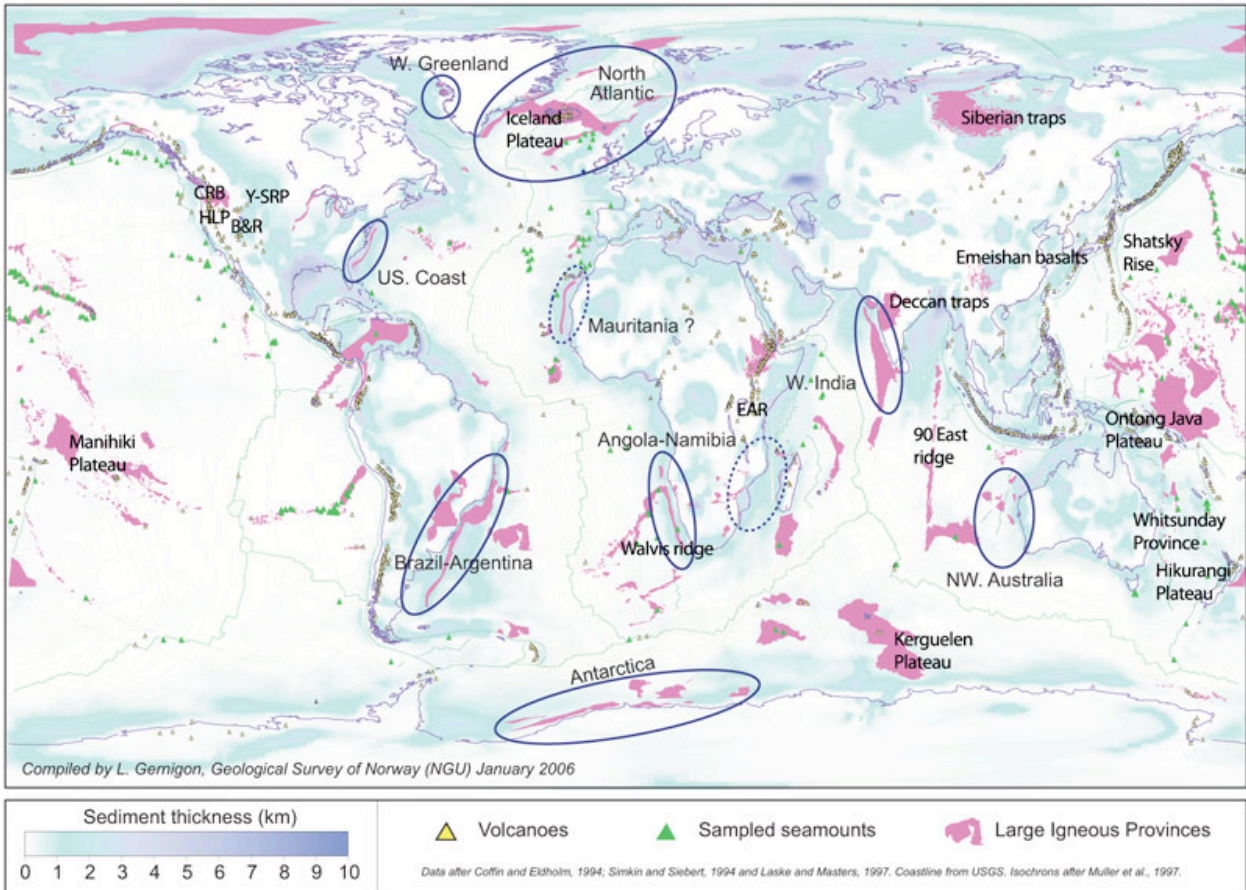 W. Greenland
North
Atlantic
Iceland
Plateau
Siberian traps
CRB
Y-SRP
HLP
B&R
US. Coast
Mauritania ?
Emeishan basalts
Shatsky
Rise
Deccan traps
W. India
EAR
Manihiki
Plateau
Angola-Namibia
90 East
ridge
Ontong Java
Plateau
Brazil-Argentina
Walvis ridge
NW. Australia
Whitsunday
Province
Hikurangi
Plateau
Kerguelen
Plateau
Antarctica
Compiled by L. Gernigon, Geological Survey of Norway (NGU) January 2006
Sediment thickness (km)
0 1 2 3 4 5 6 7 8 9 10
Volcanoes
Sampled seamounts
Large Igneous Provinces
Data after Coffin and Eldholm, 1994; Simkin and Siebert, 1994 and Laske and Masters, 1997. Coastline from USGS. Isochrons after Muller et al., 1997.